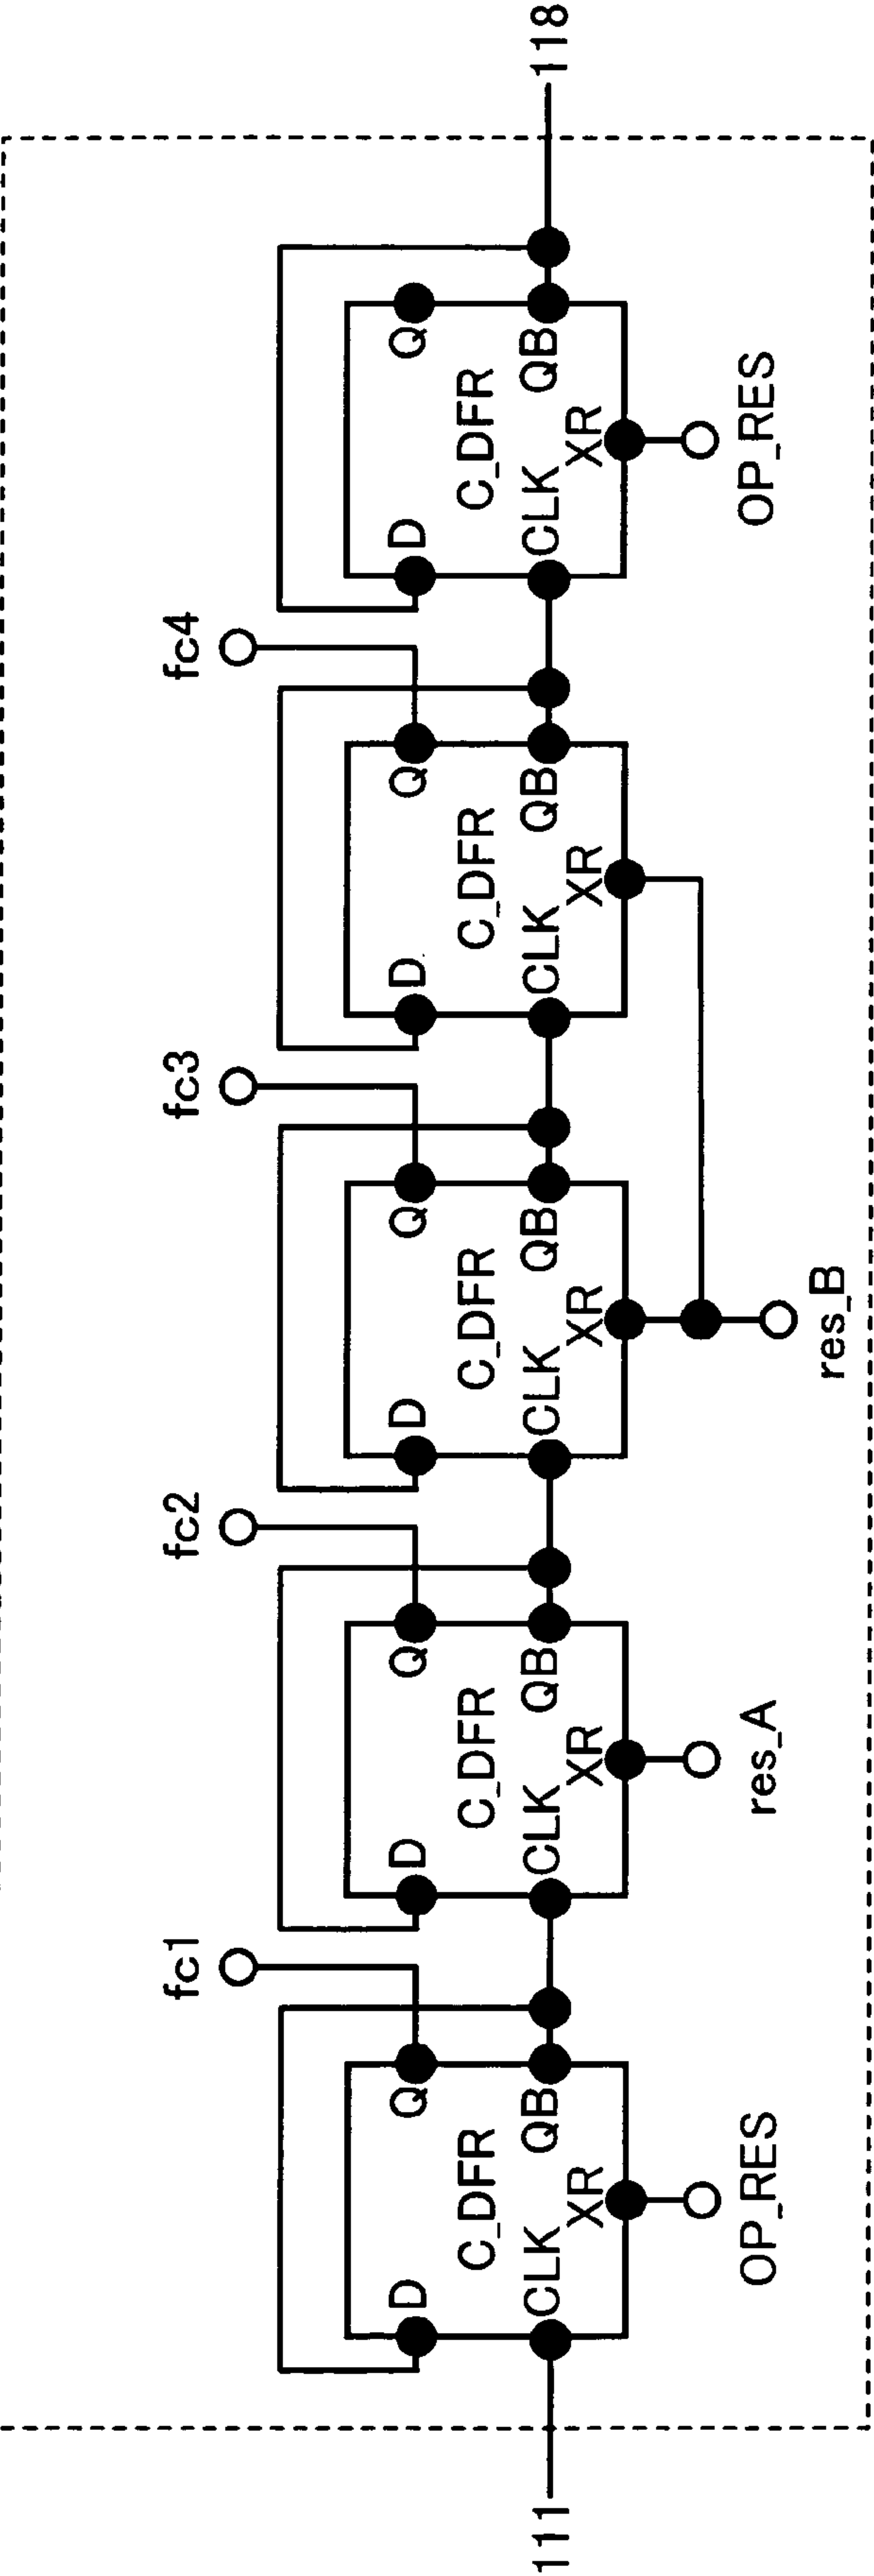 fc1
fc2
fc3
fc4
D
Q
D
Q
D
Q
D
Q
D
Q
C_DFR
C_DFR
C_DFR
C_DFR
C_DFR
111
CLK
QB
CLK
QB
CLK
QB
CLK
QB
CLK
QB
118
XR
XR
XR
XR
XR
OP_RES
res_A
res_B
OP_RES